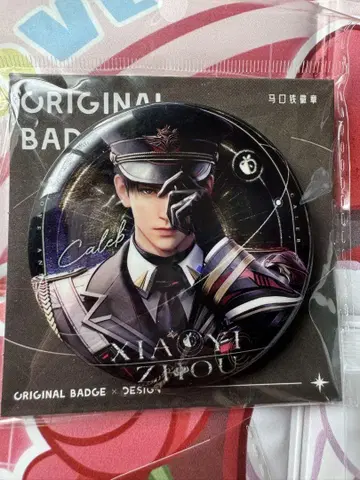 ORIGINAL
BAD
马口铁徽章
Caleb
XIA YI
ZHOU
ORIGINAL BADGE × DESIGN